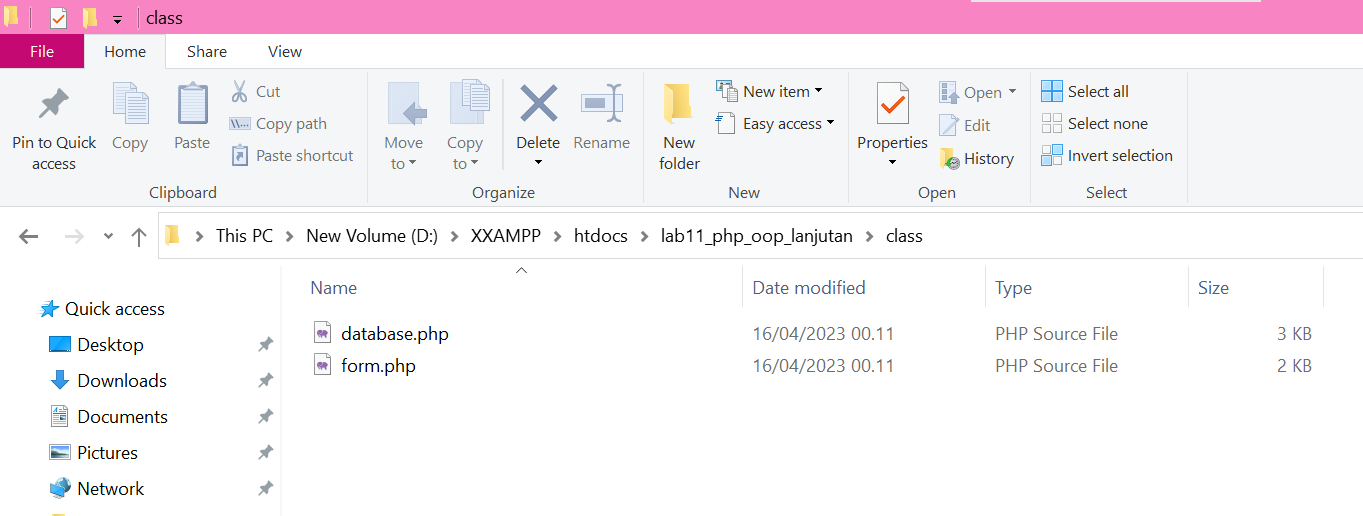 class
File Home Share View
Pin to Quick access
Copy
Paste
Cut
Copy path
Paste shortcut
Clipboard
Move to
Copy to
Delete
Rename
Organize
New folder
New item
Easy access
New
Properties
Open
Edit
History
Open
Select all
Select none
Invert selection
Select
This PC > New Volume (D:) > XXAMPP > htdocs > lab11_php_oop_lanjutan > class
Name Date modified Type Size
Quick access
Desktop
Downloads
Documents
Pictures
Network
database.php 16/04/2023 00.11 PHP Source File 3 KB
form.php 16/04/2023 00.11 PHP Source File 2 KB